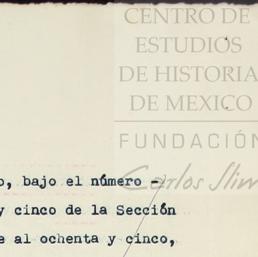 CENTRO DE
ESTUDIOS
DE HISTORIA
DE MEXICO
FUNDACIÓN
Carlos Slim
o, bajo el número -
y cinco de la Sección
e al ochenta y cinco,